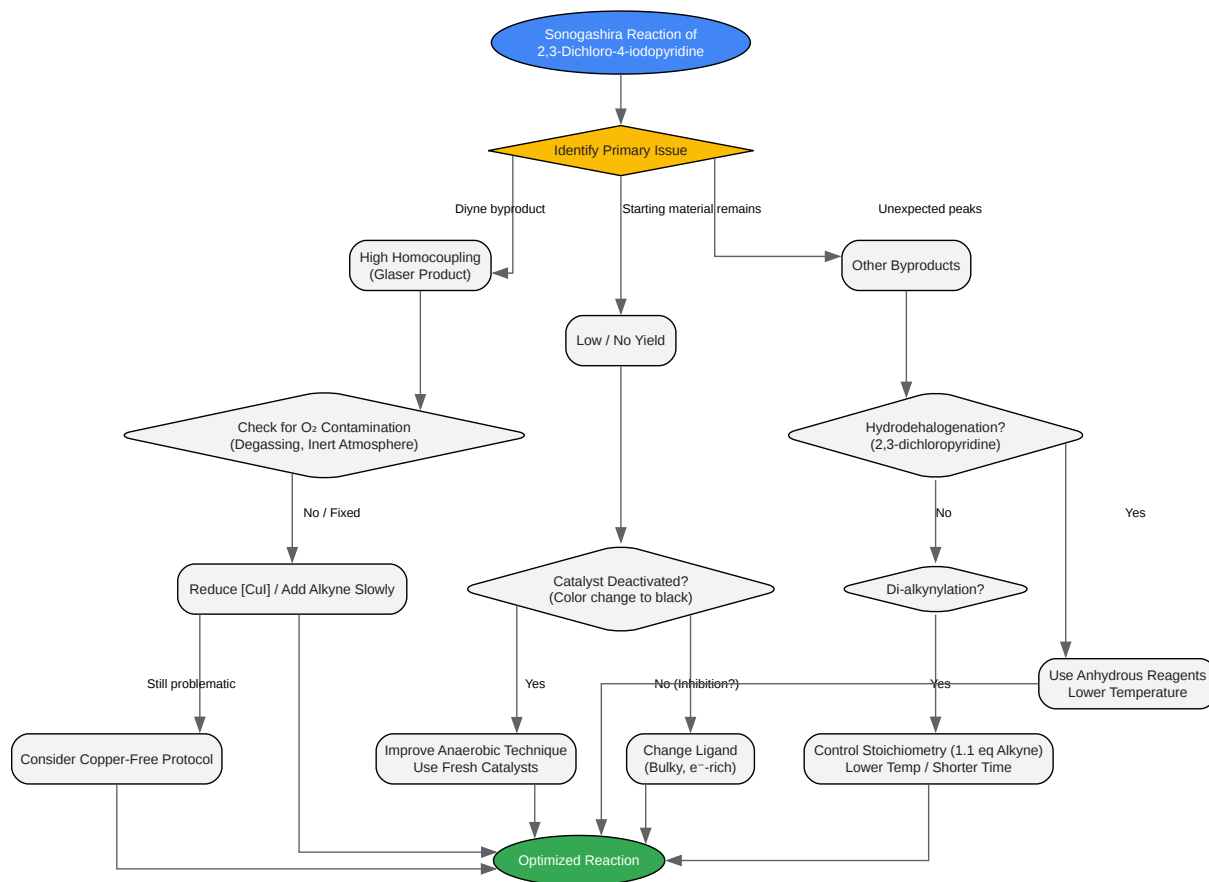 Sonogashira Reaction of
2,3-Dichloro-4-iodopyridine
Identify Primary Issue
Diyne byproduct
Starting material remains
Unexpected peaks
High Homocoupling
(Glaser Product)
Other Byproducts
Low / No Yield
Check for O₂ Contamination
(Degassing, Inert Atmosphere)
Hydrodehalogenation?
(2,3-dichloropyridine)
No / Fixed
No
Yes
Reduce [CuI] / Add Alkyne Slowly
Catalyst Deactivated?
(Color change to black)
Di-alkynylation?
Still problematic
Yes
No (Inhibition?)
Yes
Use Anhydrous Reagents
Lower Temperature
Consider Copper-Free Protocol
Improve Anaerobic Technique
Use Fresh Catalysts
Change Ligand
(Bulky, e⁻-rich)
Control Stoichiometry (1.1 eq Alkyne)
Lower Temp / Shorter Time
Optimized Reaction